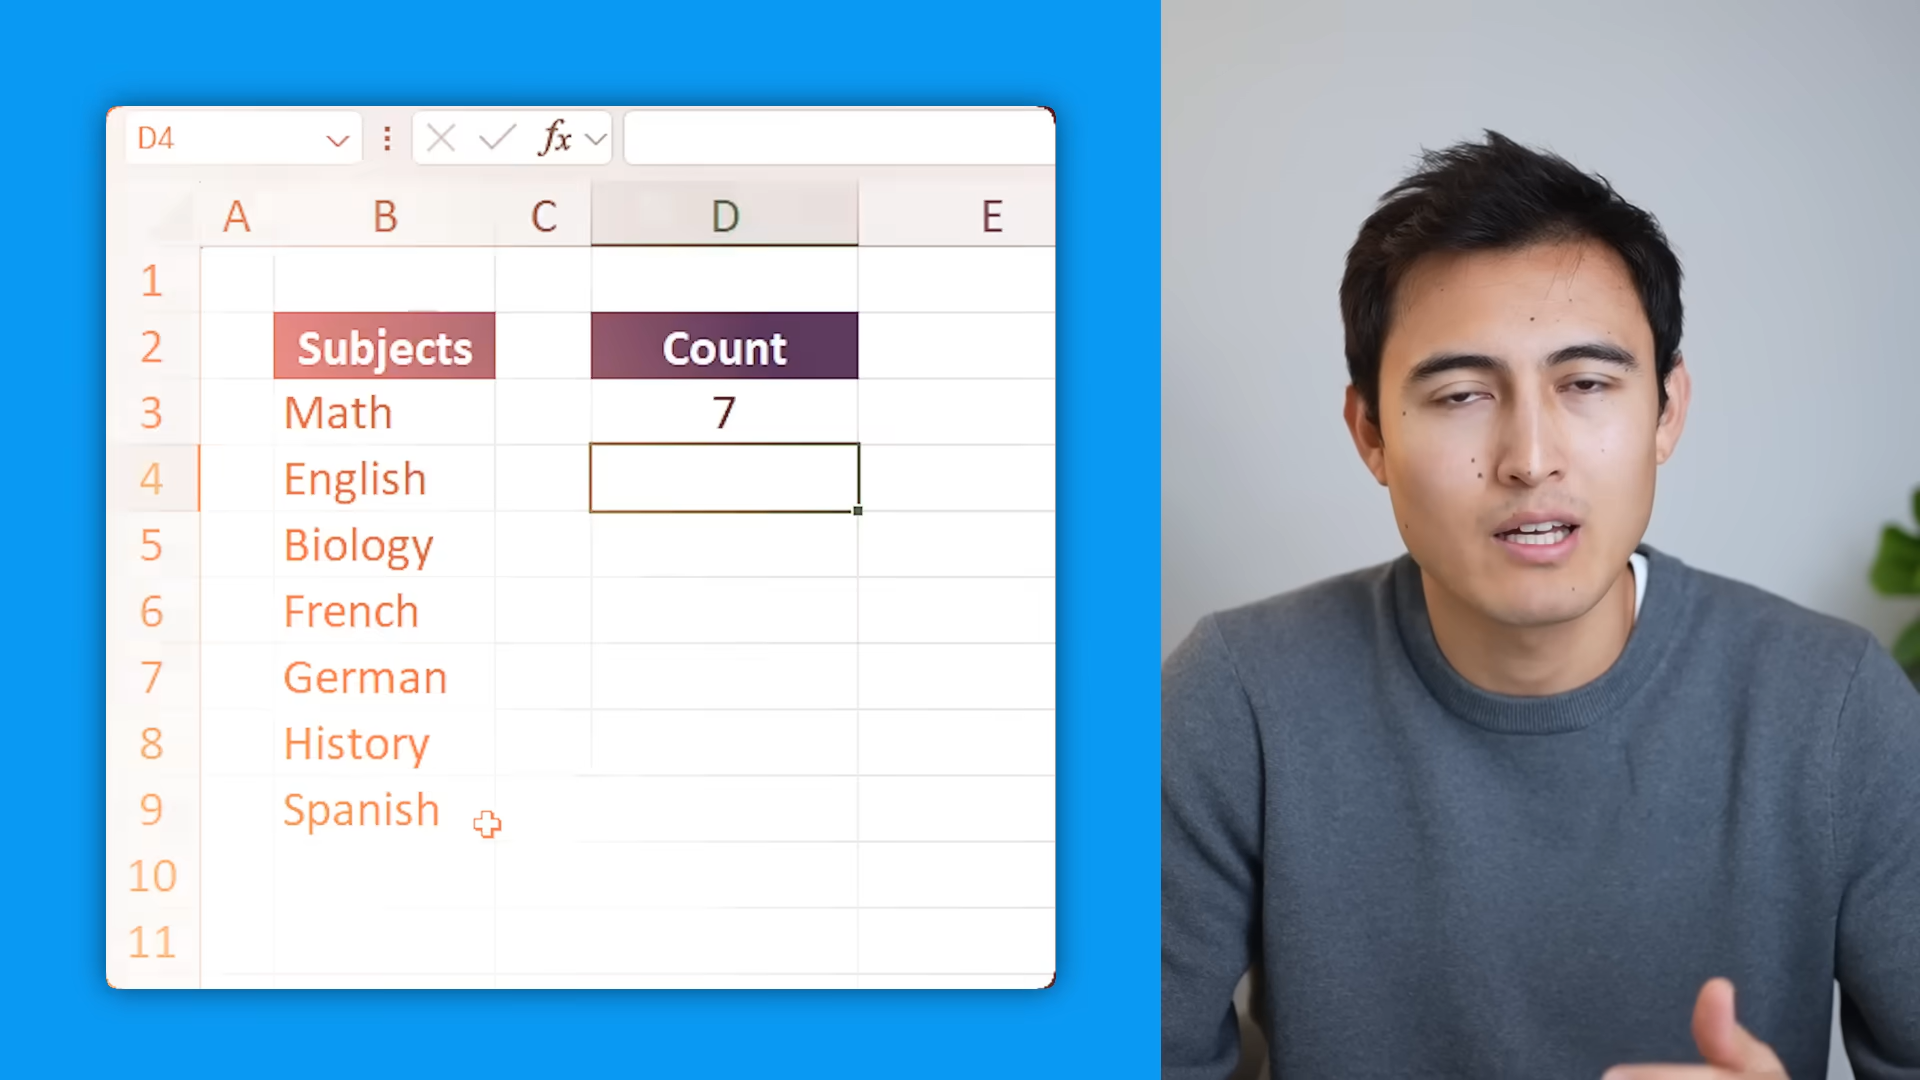 D4 fx
A B C D E
1
2 Subjects Count
3 Math 7
4 English
5 Biology
6 French
7 German
8 History
9 Spanish
10
11